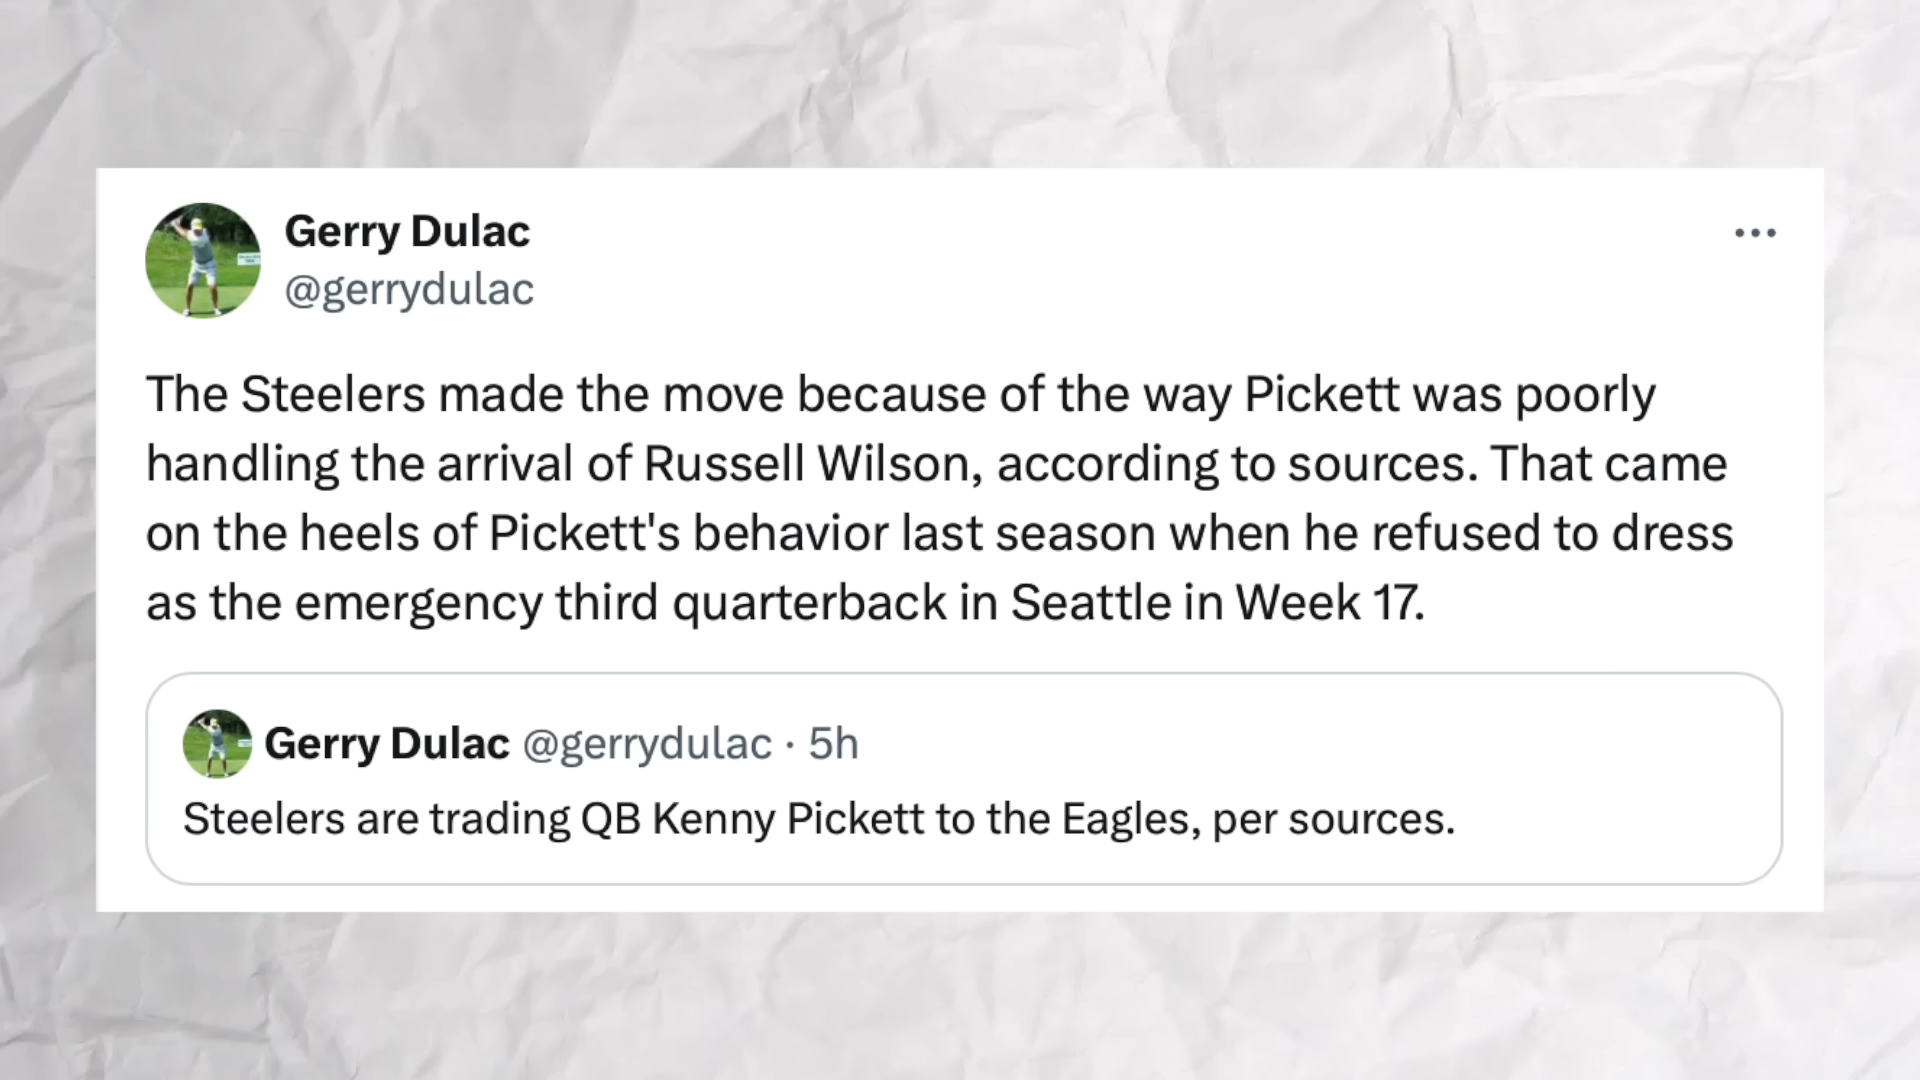 Gerry Dulac
@gerrydulac
The Steelers made the move because of the way Pickett was poorly
handling the arrival of Russell Wilson, according to sources. That came
on the heels of Pickett's behavior last season when he refused to dress
as the emergency third quarterback in Seattle in Week 17.
Gerry Dulac @gerrydulac · 5h
Steelers are trading QB Kenny Pickett to the Eagles, per sources.